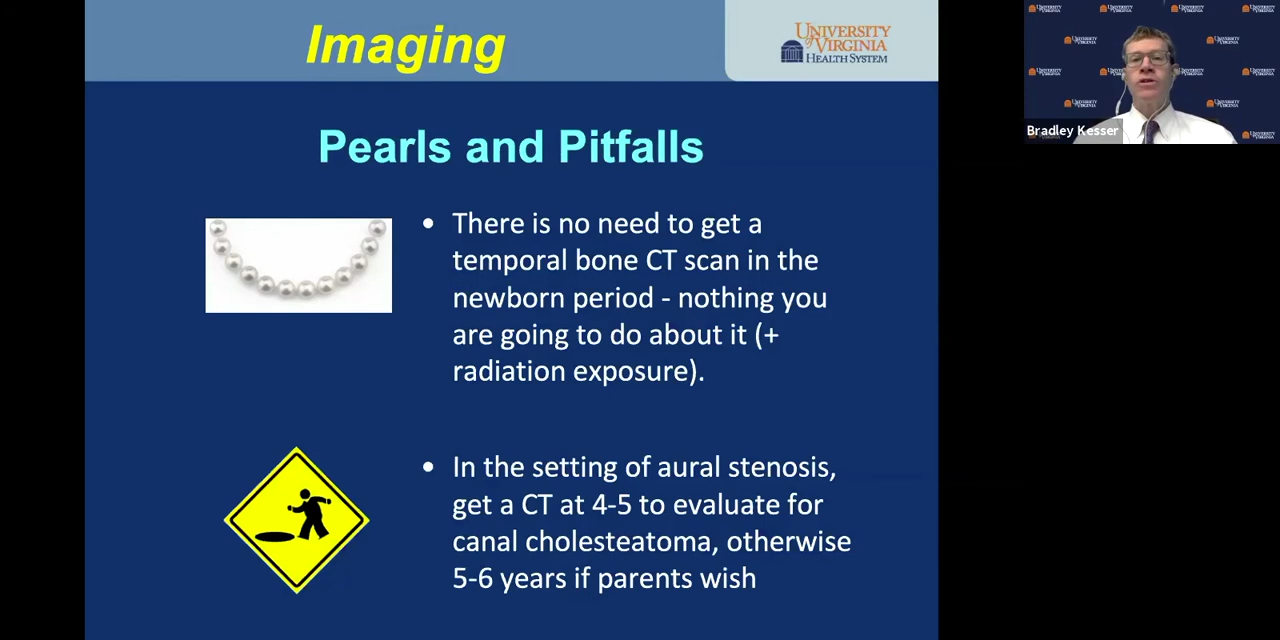 Imaging
UNIVERSITY
of VIRGINIA
HEALTH SYSTEM
Pearls and Pitfalls
• There is no need to get a
temporal bone CT scan in the
newborn period - nothing you
are going to do about it (+
radiation exposure).
• In the setting of aural stenosis,
get a CT at 4-5 to evaluate for
canal cholesteatoma, otherwise
5-6 years if parents wish
Bradley Kesser